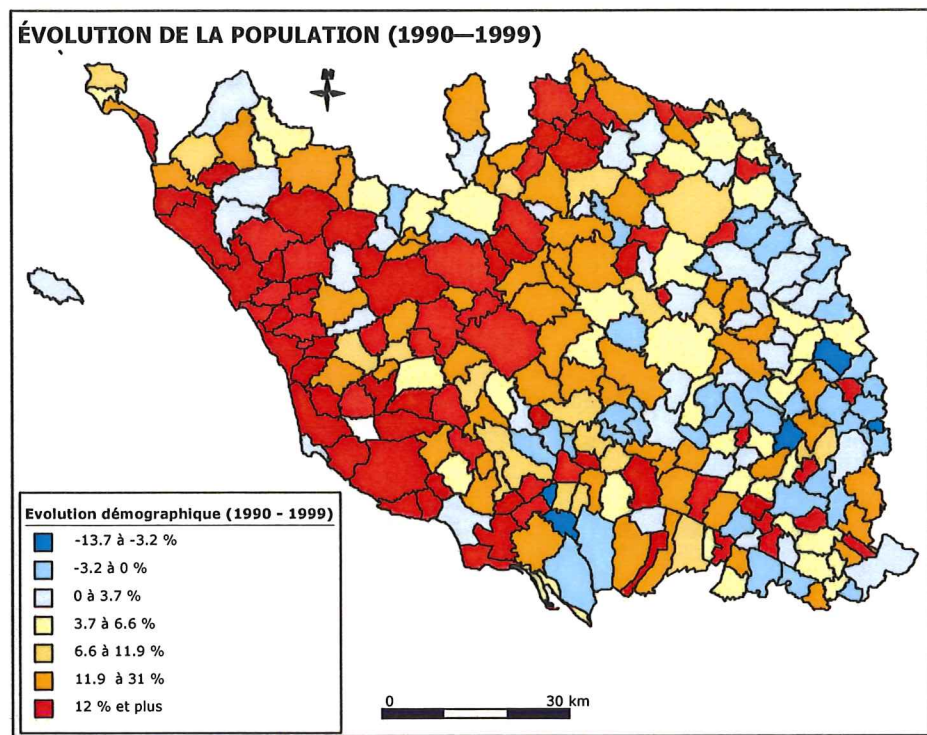 ÉVOLUTION DE LA POPULATION (1990—1999)
N
Evolution démographique (1990 - 1999)
-13.7 à -3.2 %
-3.2 à 0 %
0 à 3.7 %
3.7 à 6.6 %
6.6 à 11.9 %
11.9 à 31 %
12 % et plus
0 30 km